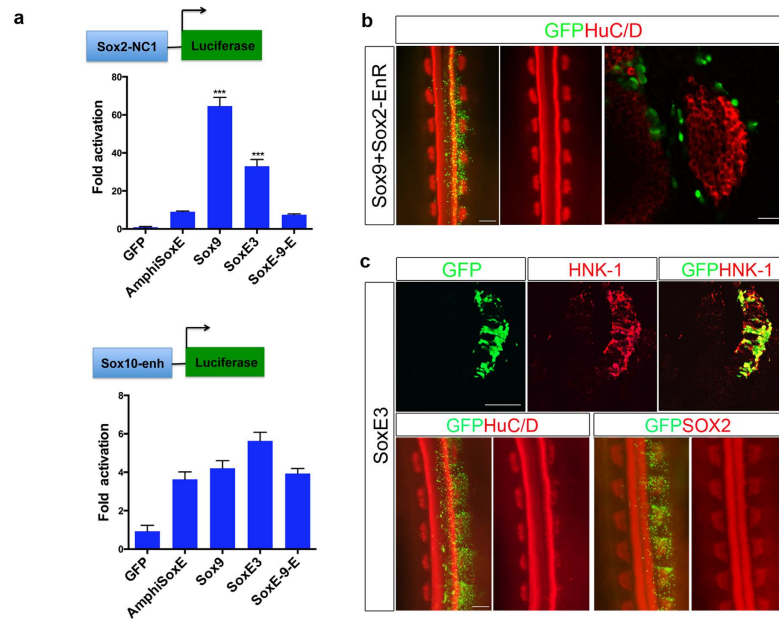 a
Sox2-NC1
Luciferase
Fold activation
80
60
40
20
0
***
***
GFP
AmphiSoxE
Sox9
SoxE3
SoxE-9-E
Sox10-enh
Luciferase
Fold activation
8
6
4
2
0
GFP
AmphiSoxE
Sox9
SoxE3
SoxE-9-E
b
GFPHuC/D
Sox9+Sox2-EnR
c
GFP
HNK-1
GFPHNK-1
SoxE3
GFPHuC/D
GFPSOX2